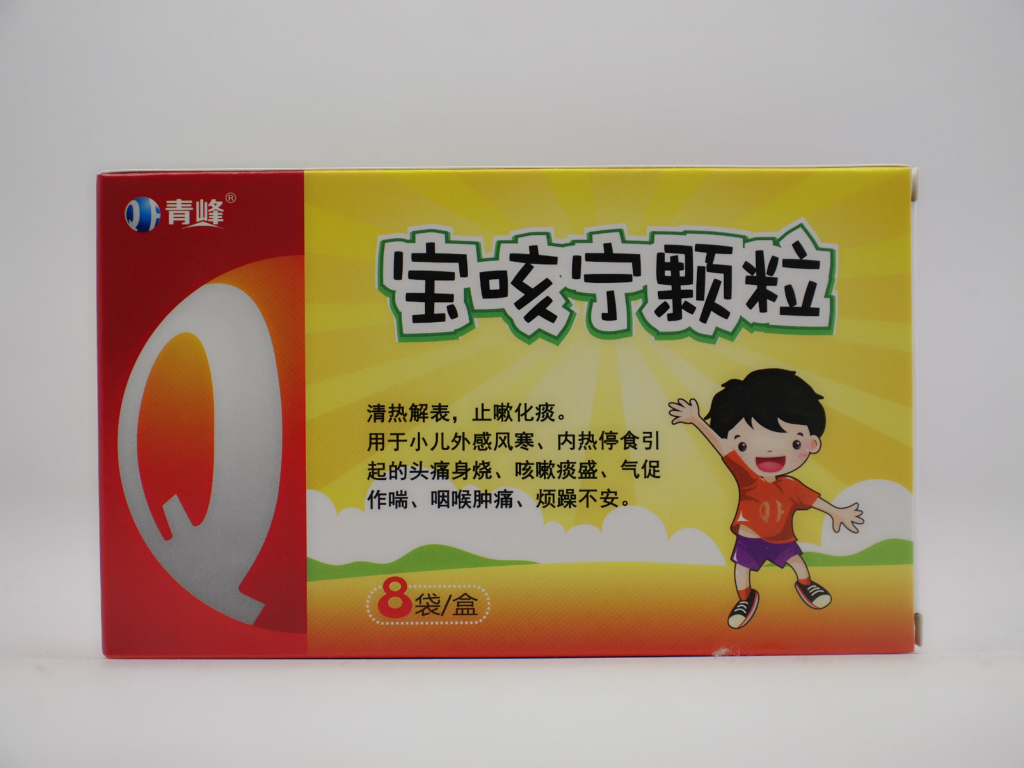 青峰®
宝咳宁颗粒
清热解表，止嗽化痰。
用于小儿外感风寒、内热停食引
起的头痛身烧、咳嗽痰盛、气促
作喘、咽喉肿痛、烦躁不安。
8袋/盒